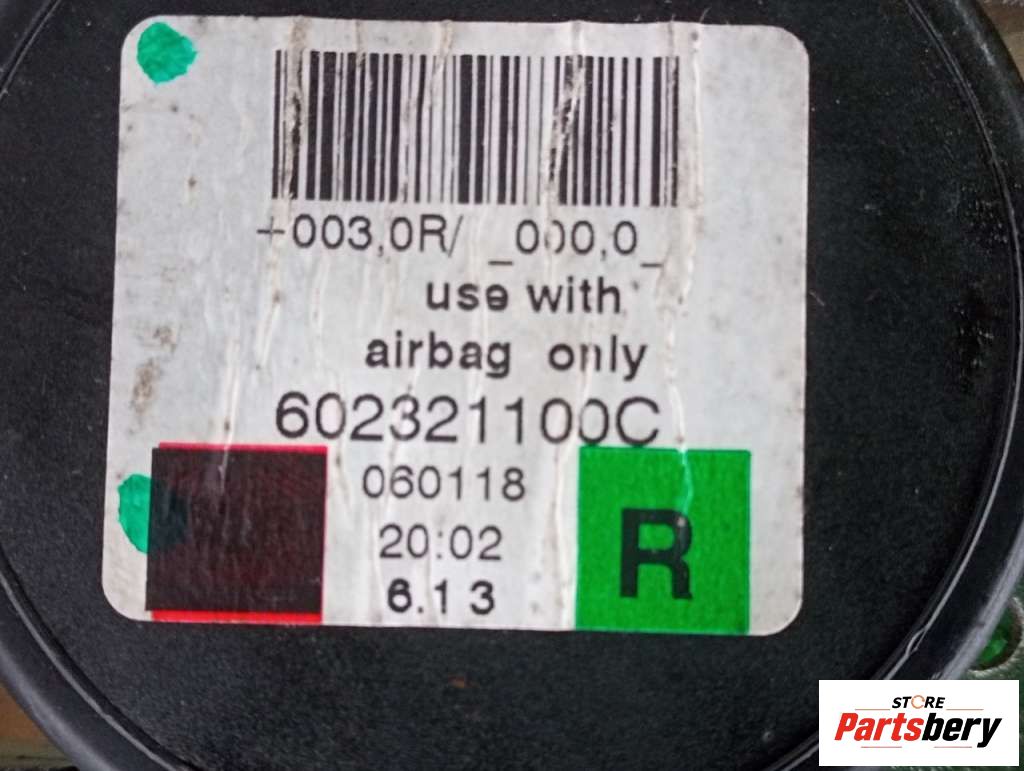 +003,0R/ _000,0_
use with
airbag only
602321100C
060118
20:02
6.13
R
STORE
Partsbery